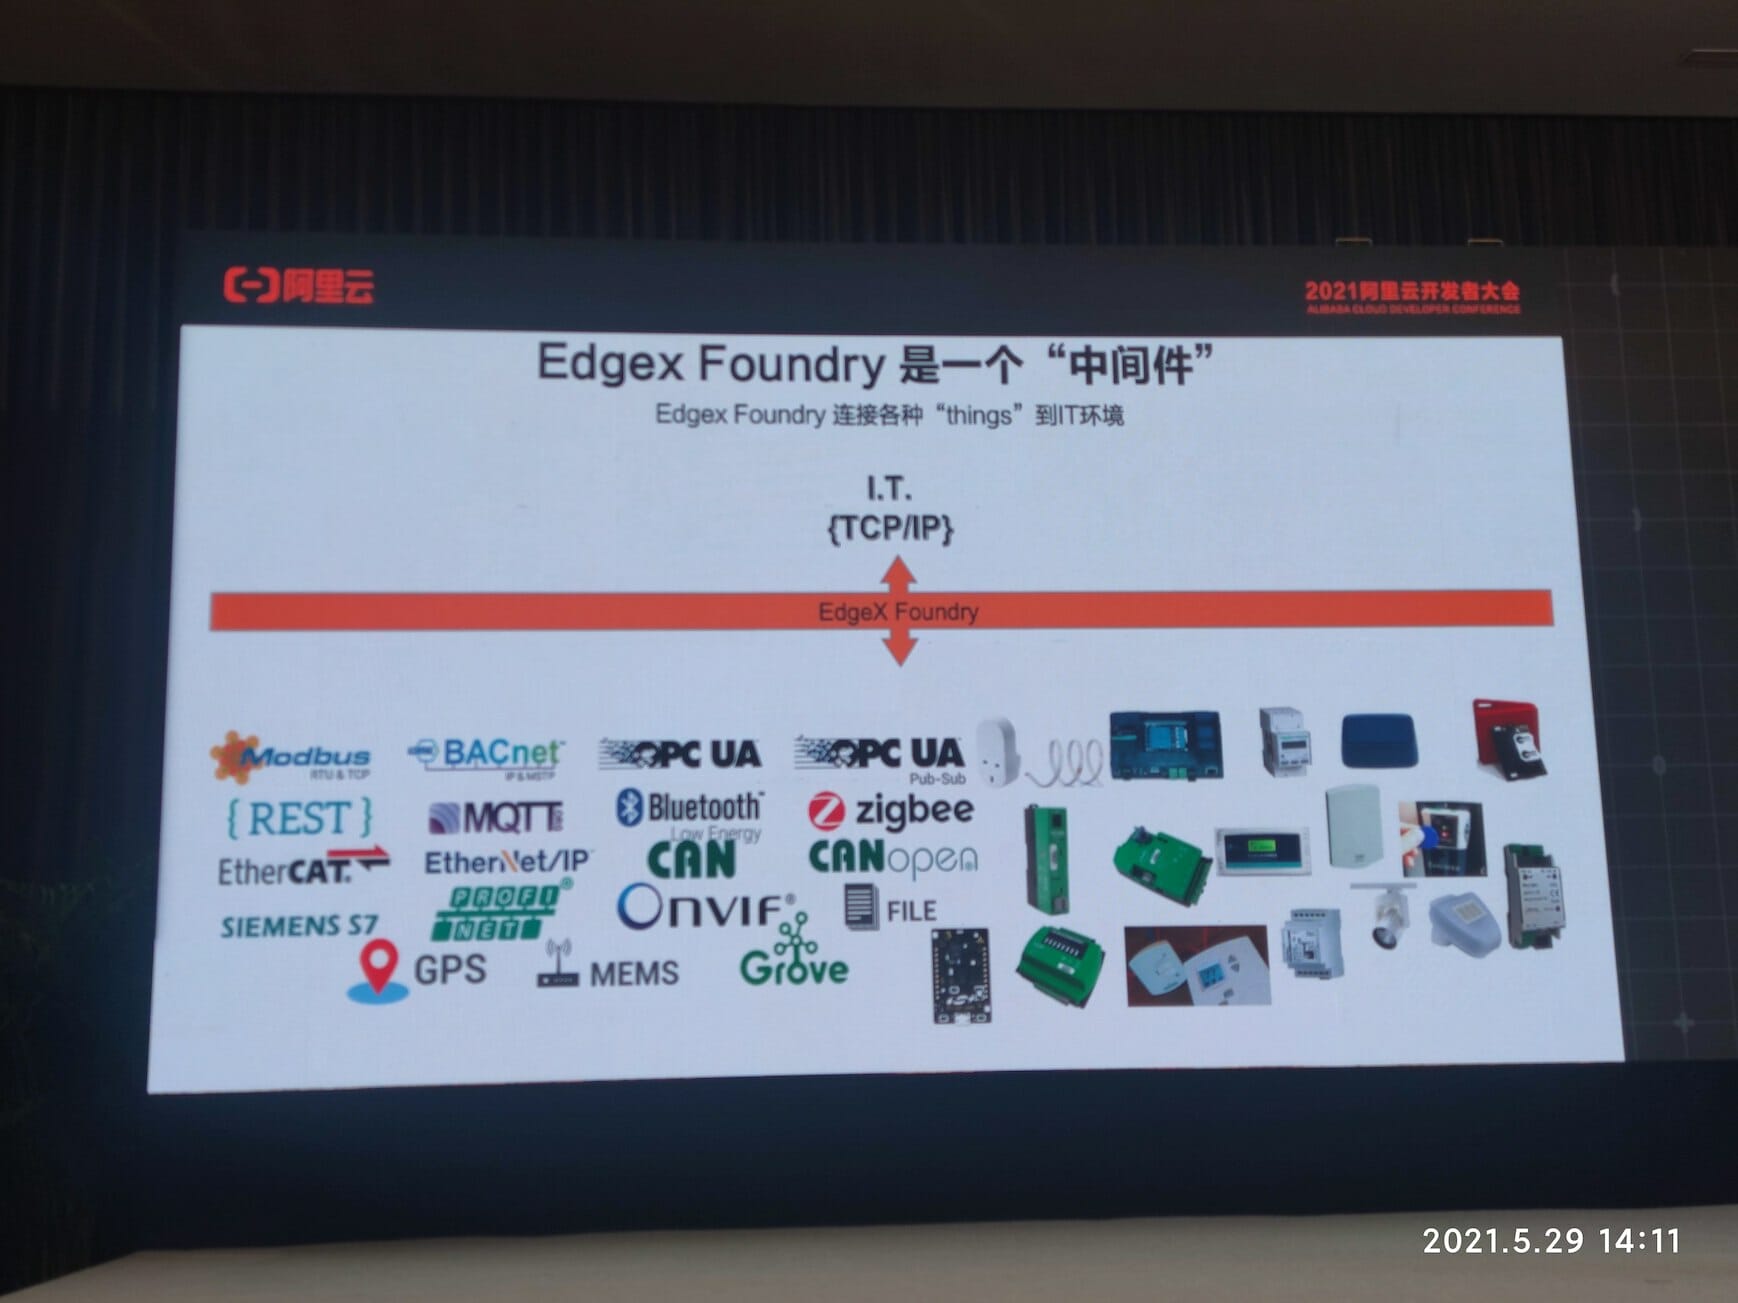 阿里云
2021阿里云开发者大会
ALIBABA CLOUD DEVELOPER CONFERENCE
Edgex Foundry 是一个“中间件”
Edgex Foundry 连接各种“things”到IT环境
I.T.
{TCP/IP}
EdgeX Foundry
Modbus
RTU & TCP
BACnet™
IP & MSTP
OPC UA
OPC UA
Pub-Sub
{REST}
MQTT
Bluetooth™
Low Energy
zigbee
EtherCAT.
EtherNet/IP™
CAN
CANopen
SIEMENS S7
PROFI®
NET
ONVIF®
FILE
GPS
MEMS
Grove
2021.5.29 14:11